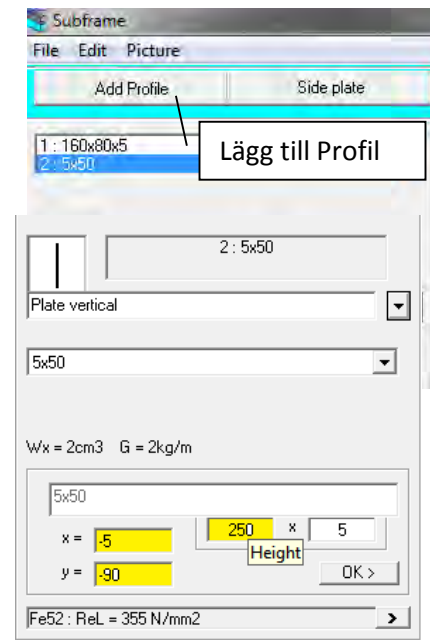 Subframe
File Edit Picture
Add Profile Side plate
Lägg till Profil
1 : 160x80x5
2 : 5x50
2 : 5x50
Plate vertical
5x50
Wx = 2cm3 G = 2kg/m
5x50
x = -5 250 x 5
Height
y = -90 OK >
Fe52 : ReL = 355 N/mm2 >